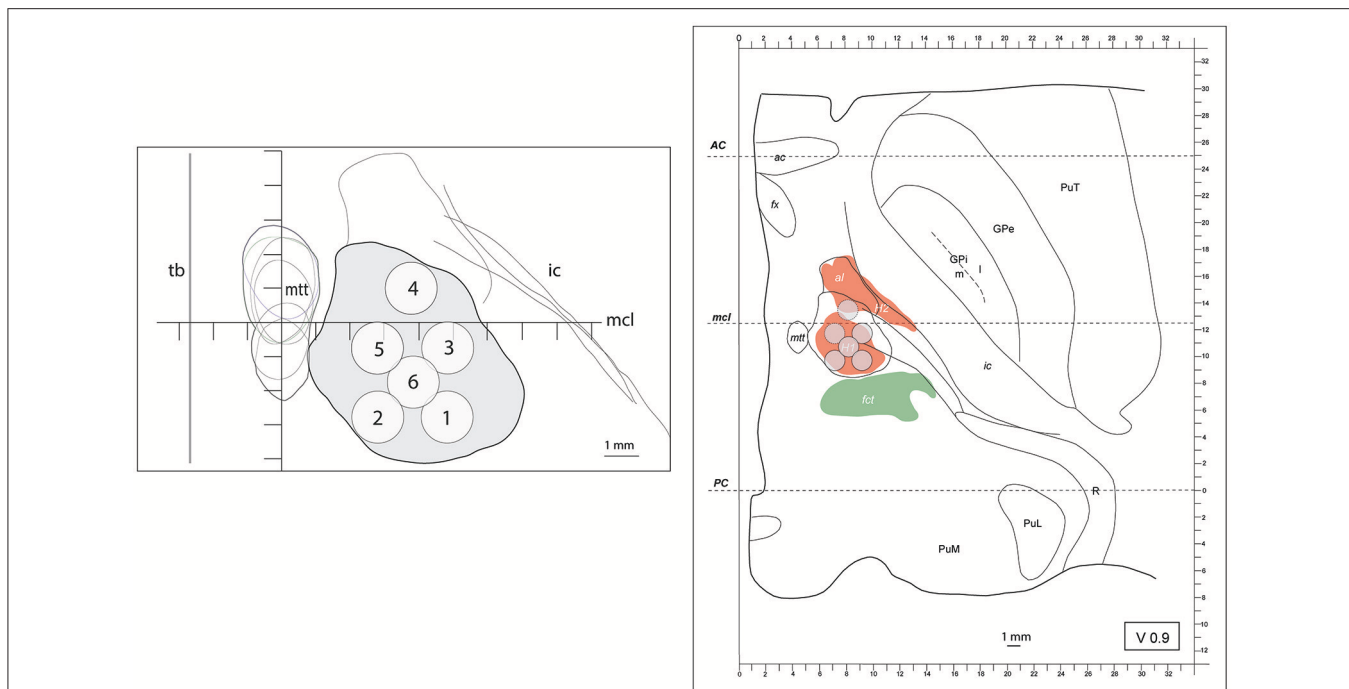 tb
mtt
ic
mcl
4
5
3
6
2
1
1 mm
0 2 4 6 8 10 12 14 16 18 20 22 24 26 28 30 32
AC
mcl
PC
ac
fx
PuT
GPe
GPi
m
l
al
H2
mtt
H1
ic
fct
R
PuL
PuM
1 mm
V 0.9
32
30
28
26
24
22
20
18
16
14
12
10
8
6
4
2
0
2
4
6
8
10
12
0 2 4 6 8 10 12 14 16 18 20 22 24 26 28 30 32